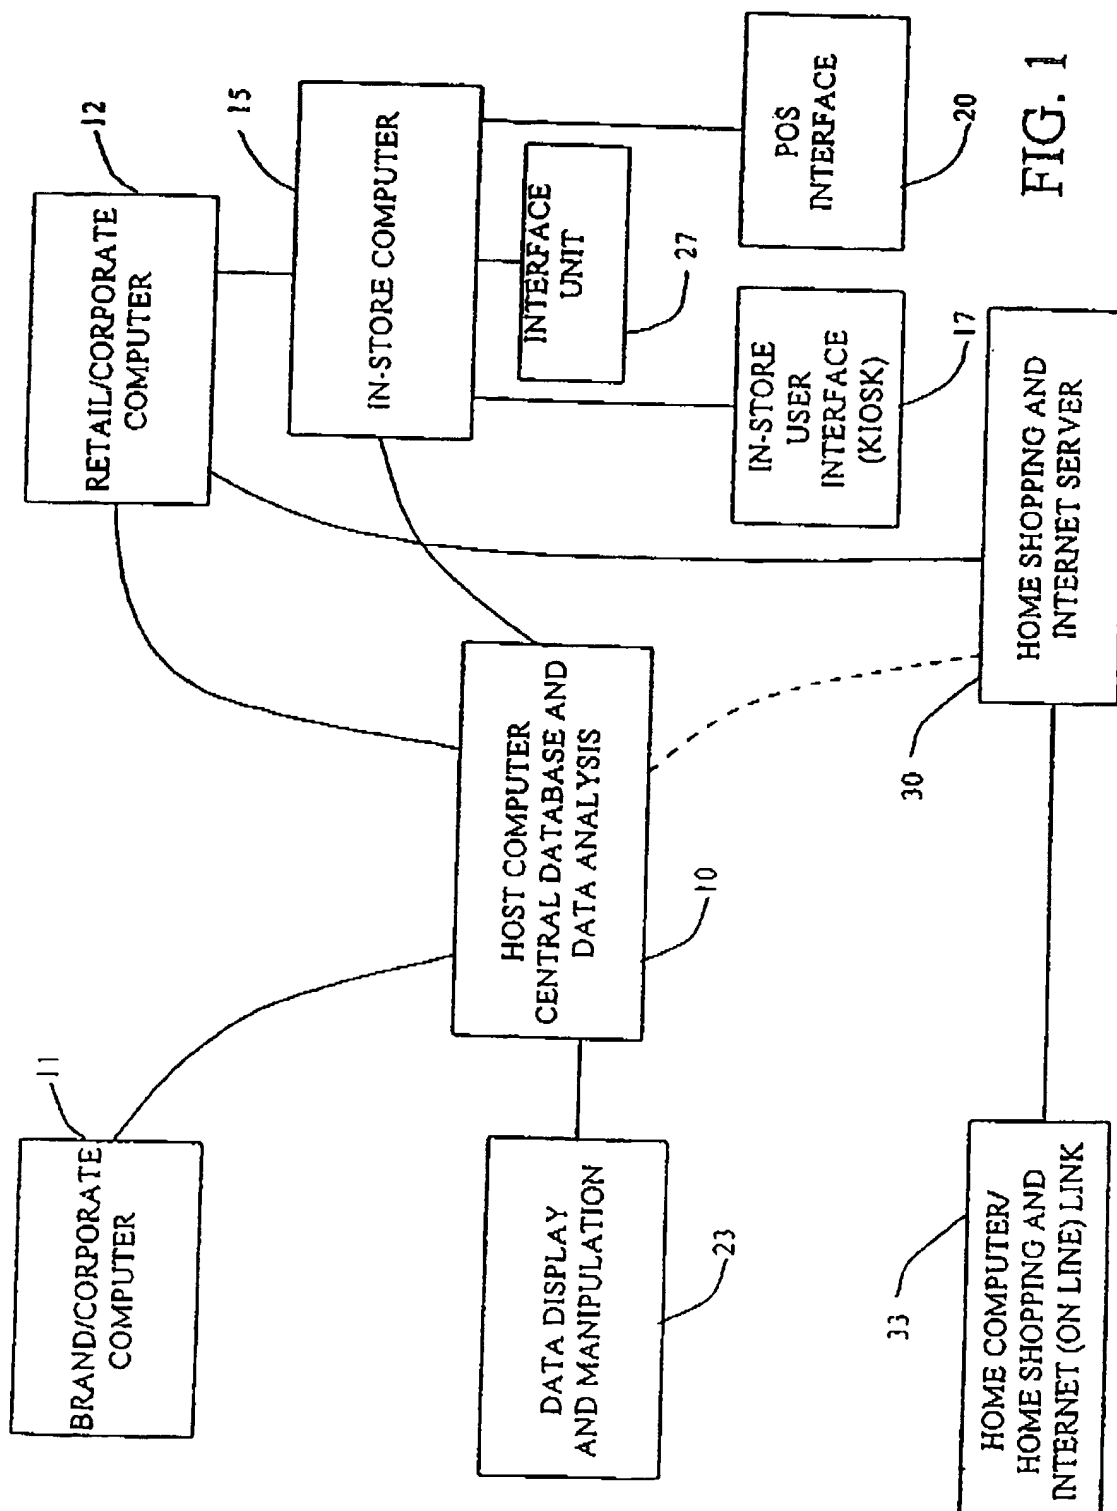 11
BRAND/CORPORATE
COMPUTER
12
RETAIL/CORPORATE
COMPUTER
15
IN-STORE COMPUTER
HOST COMPUTER
CENTRAL DATABASE AND
DATA ANALYSIS
10
INTERFACE
UNIT
27
DATA DISPLAY
AND MANIPULATION
23
IN-STORE
USER
INTERFACE
(KIOSK)
17
POS
INTERFACE
20
33
HOME COMPUTER/
HOME SHOPPING AND
INTERNET (ON LINE) LINK
30
HOME SHOPPING AND
INTERNET SERVER
FIG. 1